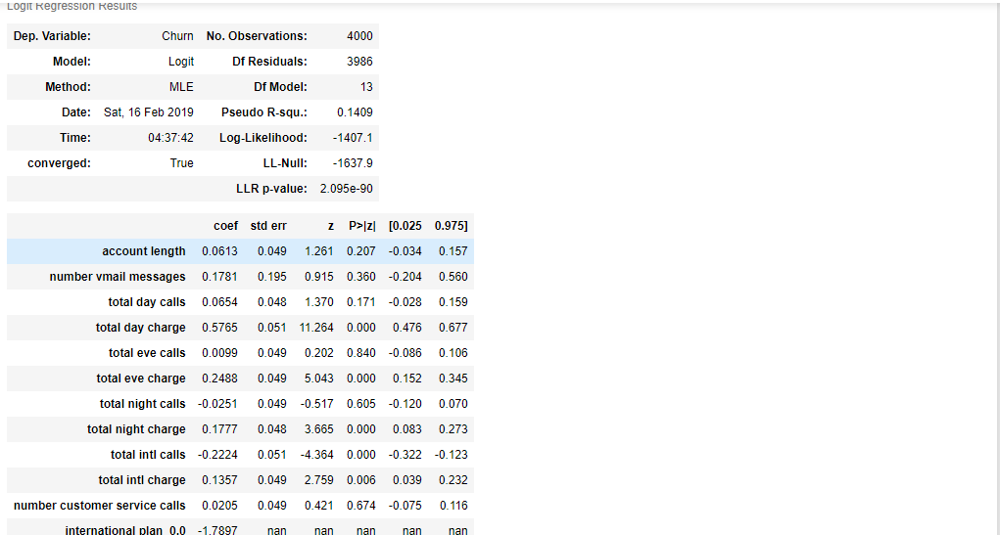 Logit Regression Results
Dep. Variable: Churn No. Observations: 4000
Model: Logit Df Residuals: 3986
Method: MLE Df Model: 13
Date: Sat, 16 Feb 2019 Pseudo R-squ.: 0.1409
Time: 04:37:42 Log-Likelihood: -1407.1
converged: True LL-Null: -1637.9
LLR p-value: 2.095e-90
coef std err z P>|z| [0.025 0.975]
account length 0.0613 0.049 1.261 0.207 -0.034 0.157
number vmail messages 0.1781 0.195 0.915 0.360 -0.204 0.560
total day calls 0.0654 0.048 1.370 0.171 -0.028 0.159
total day charge 0.5765 0.051 11.264 0.000 0.476 0.677
total eve calls 0.0099 0.049 0.202 0.840 -0.086 0.106
total eve charge 0.2488 0.049 5.043 0.000 0.152 0.345
total night calls -0.0251 0.049 -0.517 0.605 -0.120 0.070
total night charge 0.1777 0.048 3.665 0.000 0.083 0.273
total intl calls -0.2224 0.051 -4.364 0.000 -0.322 -0.123
total intl charge 0.1357 0.049 2.759 0.006 0.039 0.232
number customer service calls 0.0205 0.049 0.421 0.674 -0.075 0.116
international plan_0.0 -1.7897 nan nan nan nan nan